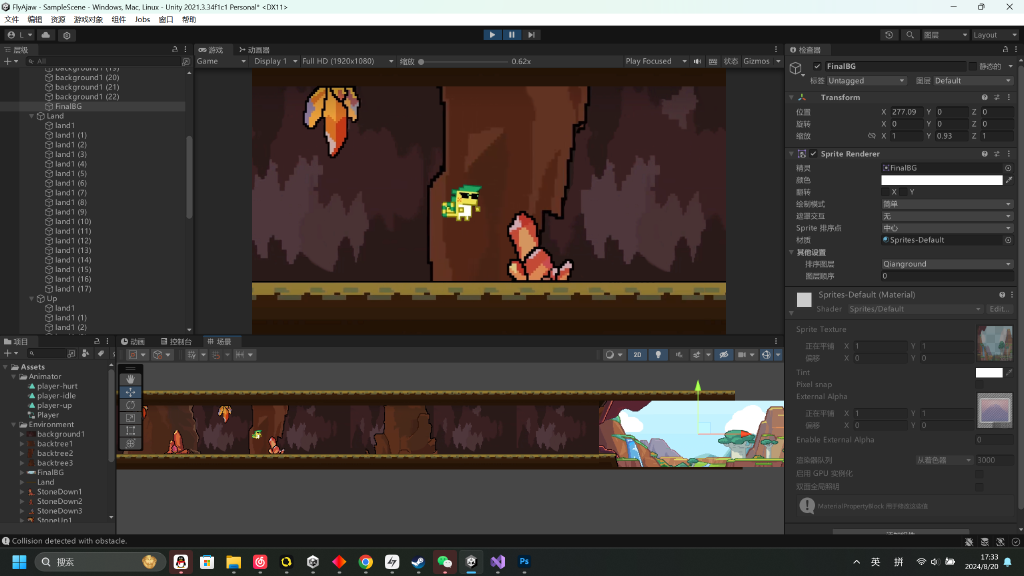 FlyAjaw - SampleScene - Windows, Mac, Linux - Unity 2021.3.34f1c1 Personal* <DX11>
文件 编辑 资源 游戏对象 组件 Jobs 窗口 帮助
L
图层
Layout
层级
All
background1 (20)
background1 (21)
background1 (22)
FinalBG
Land
land1
land1 (1)
land1 (2)
land1 (3)
land1 (4)
land1 (5)
land1 (6)
land1 (7)
land1 (8)
land1 (9)
land1 (10)
land1 (11)
land1 (12)
land1 (13)
land1 (14)
land1 (15)
land1 (16)
land1 (17)
Up
land1
land1 (1)
land1 (2)
游戏 动画器
Game Display 1 Full HD (1920x1080) 缩放 0.62x Play Focused 状态 Gizmos
项目
Assets
Animator
player-hurt
player-idle
player-up
Player
Environment
background1
backtree1
backtree2
backtree3
FinalBG
Land
StoneDown1
StoneDown2
StoneDown3
StoneUp1
动画 控制台 场景
2D
检查器
FinalBG 静态的
标签 Untagged 图层 Default
Transform
位置 X 277.09 Y 0 Z 0
旋转 X 0 Y 0 Z 0
缩放 X 1 Y 0.93 Z 1
Sprite Renderer
精灵 FinalBG
颜色
翻转 X Y
绘制模式 简单
遮罩交互 无
Sprite 排序点 中心
材质 Sprites-Default
其他设置
排序图层 Qianground
图层顺序 0
Sprites-Default (Material)
Shader Sprites/Default Edit...
Sprite Texture
正在平铺 X 1 Y 1
偏移 X 0 Y 0
Tint
Pixel snap
External Alpha
正在平铺 X 1 Y 1
偏移 X 0 Y 0
Enable External Alpha 0
渲染器队列 从着色器 3000
启用 GPU 实例化
双面全局照明
MaterialPropertyBlock 用于修改这些值
Collision detected with obstacle.
搜索
英 拼
17:33
2024/8/20